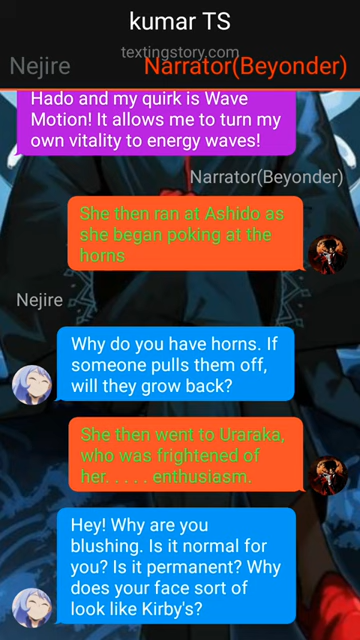 kumar TS
textingstory.com
Nejire
Narrator(Beyonder)
Hado and my quirk is Wave
Motion! It allows me to turn my
own vitality to energy waves!
Narrator(Beyonder)
She then ran at Ashido as
she began poking at the
horns
Nejire
Why do you have horns. If
someone pulls them off,
will they grow back?
She then went to Uraraka,
who was frightened of
her. . . . . enthusiasm.
Hey! Why are you
blushing. Is it normal for
you? Is it permanent? Why
does your face sort of
look like Kirby's?